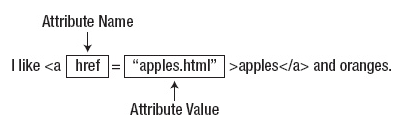 Attribute Name
I like <a href = “apples.html” >apples</a> and oranges.
Attribute Value